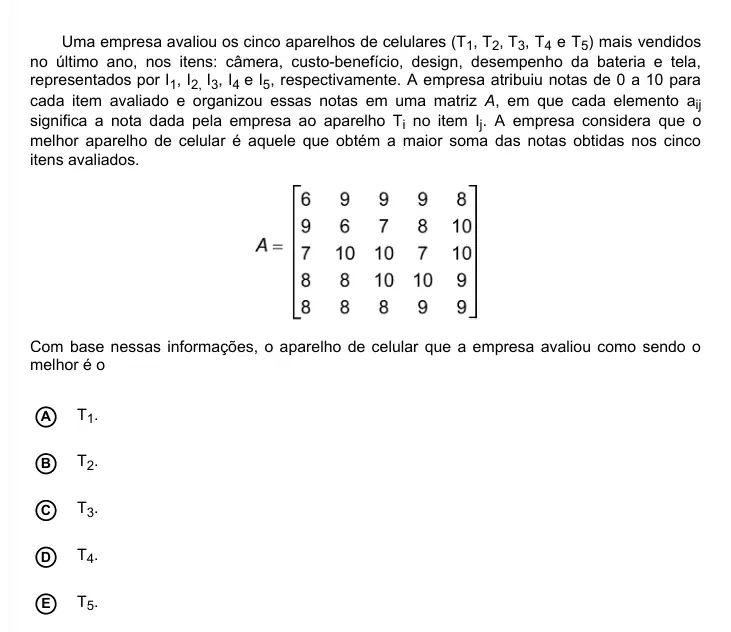 Uma empresa avaliou os cinco aparelhos de celulares (T₁, T₂, T₃, T₄ e T₅) mais vendidos
no último ano, nos itens: câmera, custo-benefício, design, desempenho da bateria e tela,
representados por I₁, I₂, I₃, I₄ e I₅, respectivamente. A empresa atribuiu notas de 0 a 10 para
cada item avaliado e organizou essas notas em uma matriz A, em que cada elemento aᵢⱼ
significa a nota dada pela empresa ao aparelho Tᵢ no item Iⱼ. A empresa considera que o
melhor aparelho de celular é aquele que obtém a maior soma das notas obtidas nos cinco
itens avaliados.
6 9 9 9 8
9 6 7 8 10
A = 7 10 10 7 10
8 8 10 10 9
8 8 8 9 9
Com base nessas informações, o aparelho de celular que a empresa avaliou como sendo o
melhor é o
A T₁.
B T₂.
C T₃.
D T₄.
E T₅.